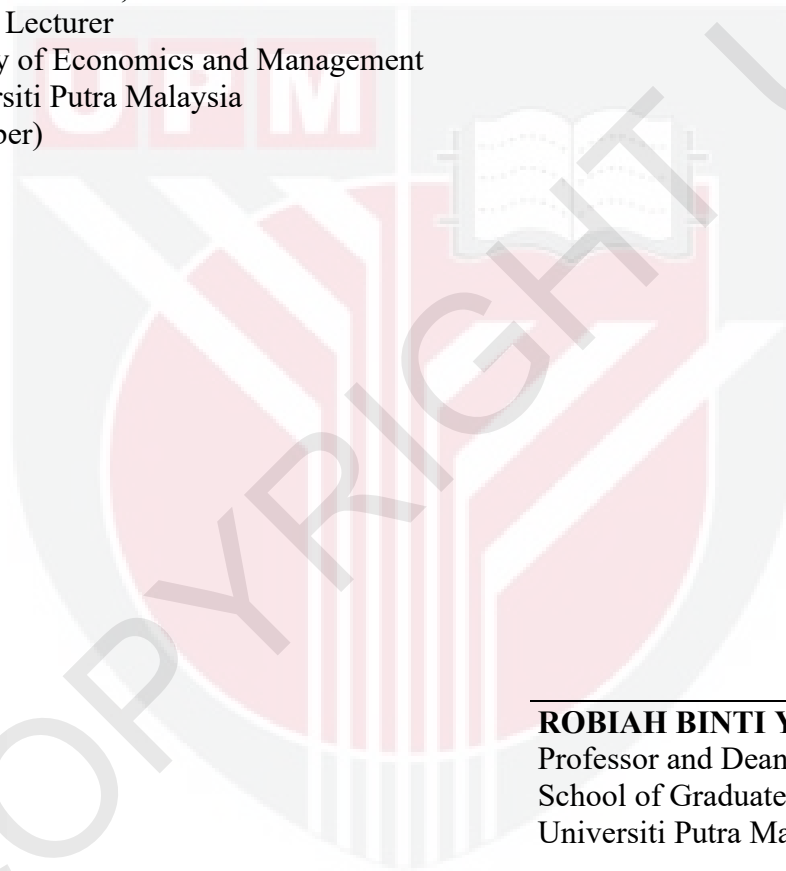 Lecturer
y of Economics and Management
rsiti Putra Malaysia
ber)
UPM
OPYRIGHT U
ROBIAH BINTI Y
Professor and Dean
School of Graduate
Universiti Putra Ma